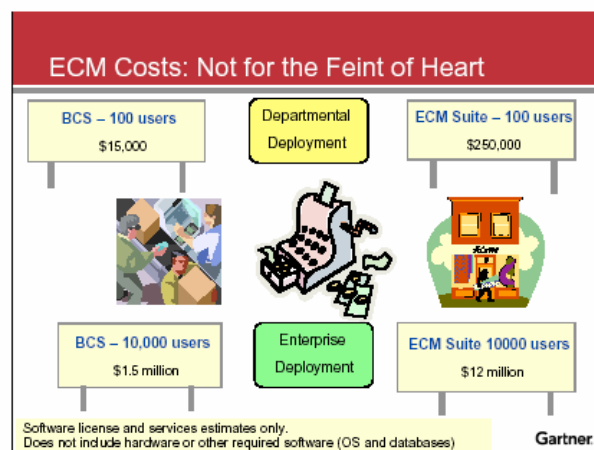 ECM Costs: Not for the Feint of Heart
BCS – 100 users
$15,000
Departmental
Deployment
ECM Suite – 100 users
$250,000
BCS – 10,000 users
$1.5 million
Enterprise
Deployment
ECM Suite 10000 users
$12 million
Software license and services estimates only.
Does not include hardware or other required software (OS and databases)
Gartner